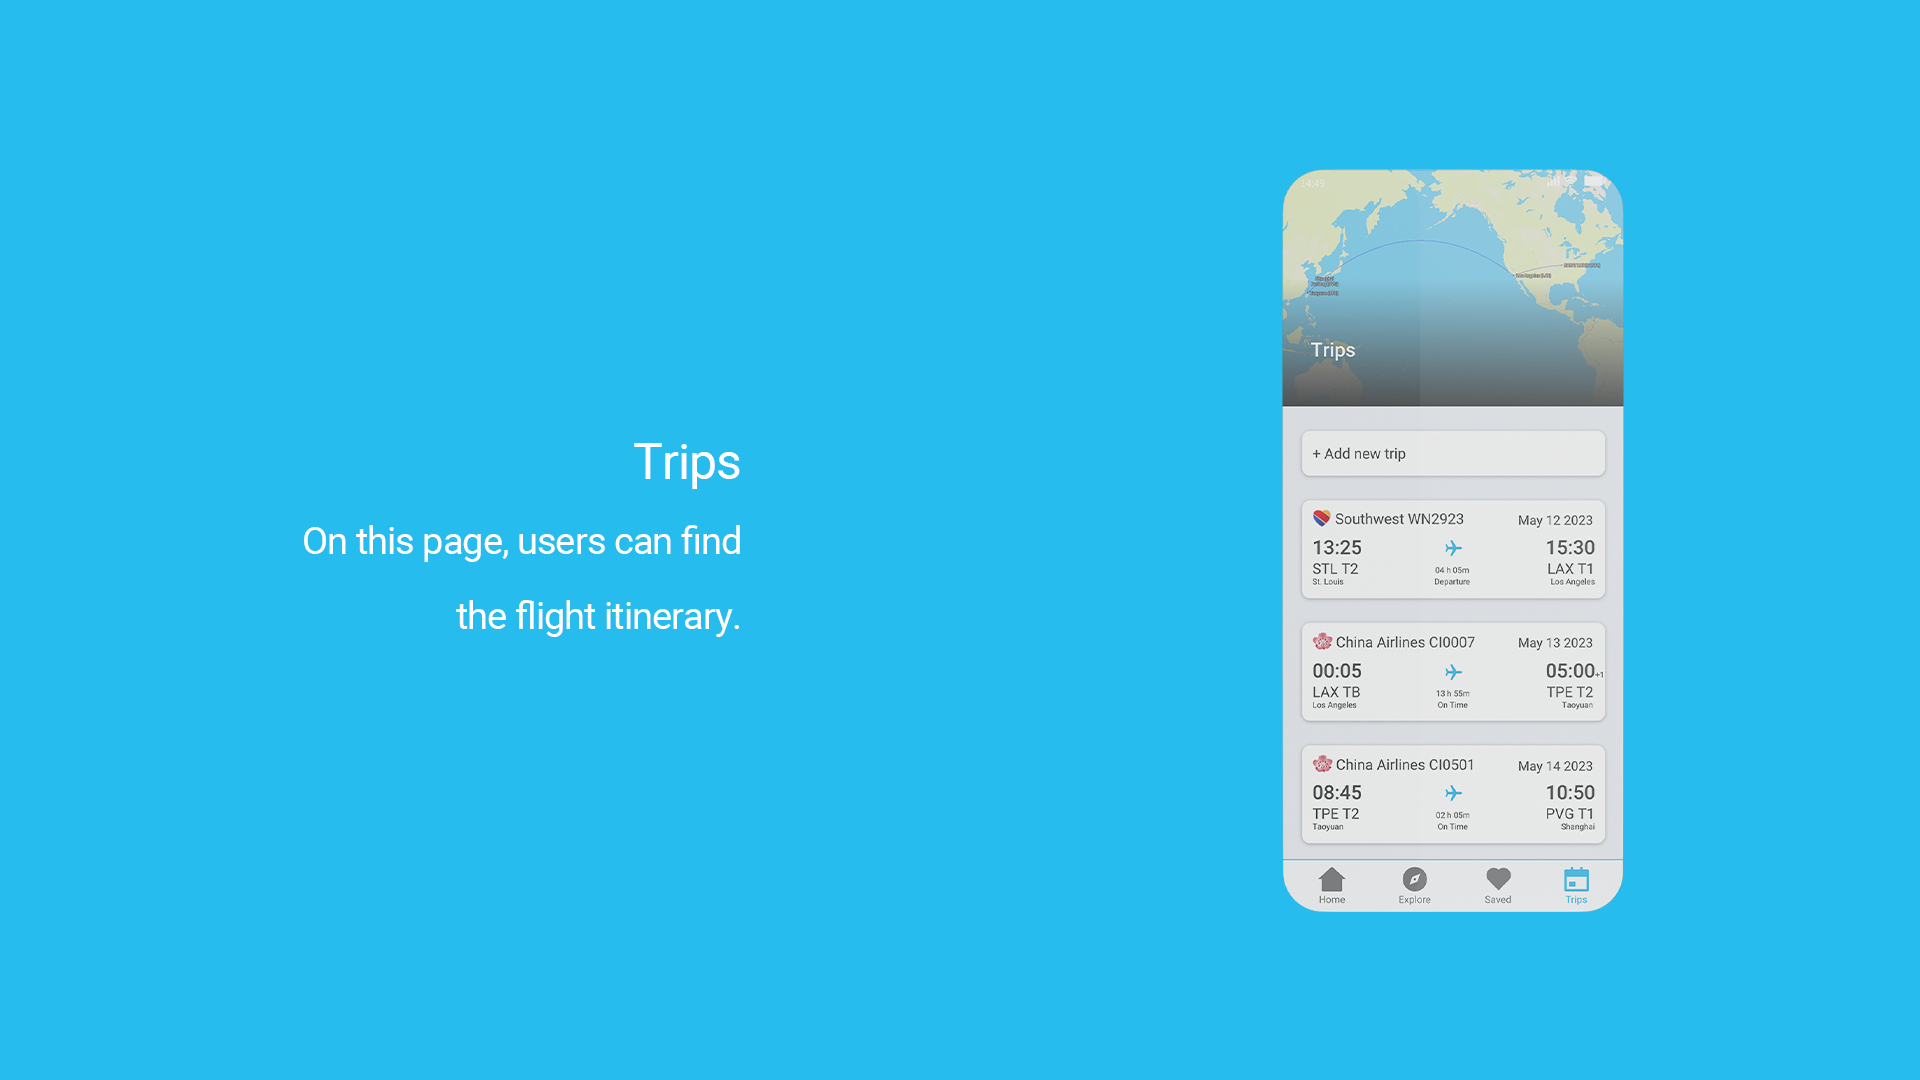 Trips
On this page, users can find
the flight itinerary.
14:49
Trips
+ Add new trip
Southwest WN2923
May 12 2023
13:25
15:30
STL T2
04 h 05m
LAX T1
St. Louis
Departure
Los Angeles
China Airlines CI0007
May 13 2023
00:05
05:00+1
LAX TB
13 h 55m
TPE T2
Los Angeles
On Time
Taoyuan
China Airlines CI0501
May 14 2023
08:45
10:50
TPE T2
02 h 05m
PVG T1
Taoyuan
On Time
Shanghai
Home
Explore
Saved
Trips